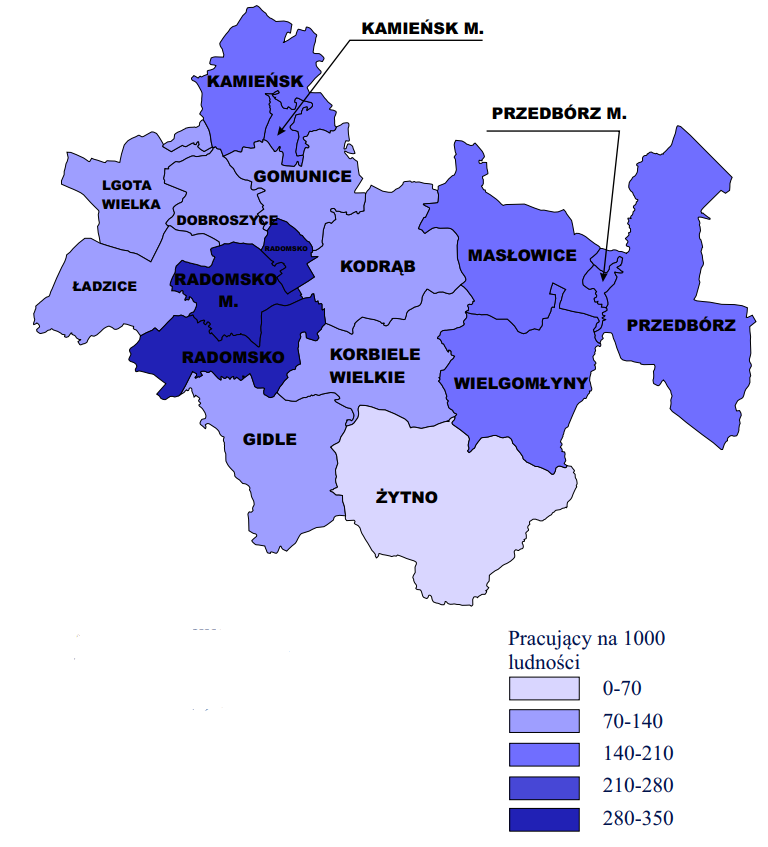 KAMIEŃSK M.
KAMIEŃSK
PRZEDBÓRZ M.
GOMUNICE
LGOTA
WIELKA
DOBROSZYCE
RADOMSKO
MASŁOWICE
KODRĄB
ŁADZICE
RADOMSKO
M.
PRZEDBÓRZ
RADOMSKO
KORBIELE
WIELKIE
WIELGOMŁYNY
GIDLE
ŻYTNO
Pracujący na 1000
ludności
0-70
70-140
140-210
210-280
280-350